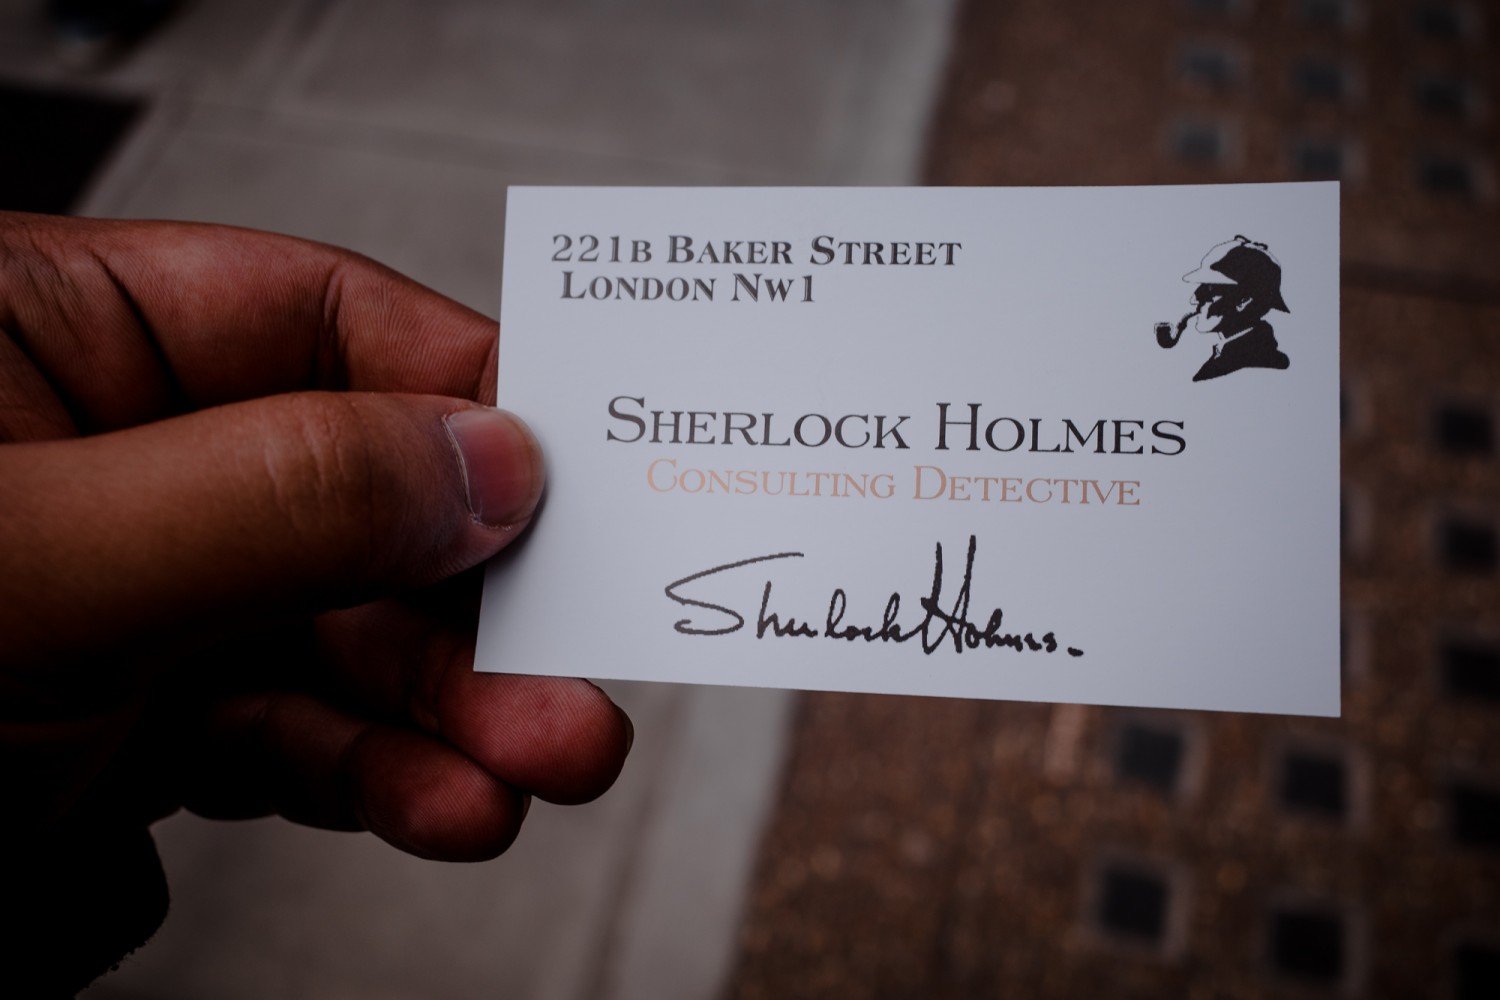 221B BAKER STREET
LONDON NW1
SHERLOCK HOLMES
CONSULTING DETECTIVE
Sherlock Holmes.